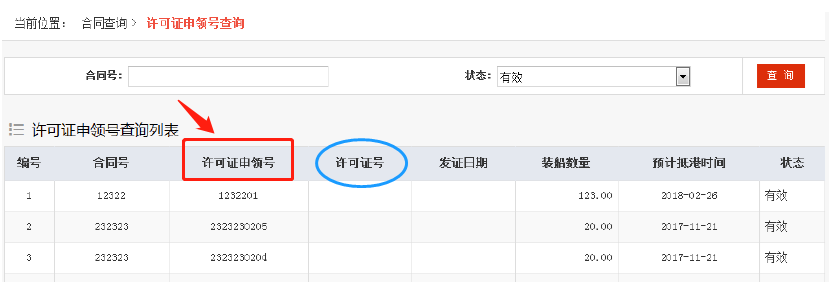 当前位置： 合同查询> 许可证申领号查询
合同号： 状态： 有效 查 询
许可证申领号查询列表
编号 合同号 许可证申领号 许可证号 发证日期 装船数量 预计抵港时间 状态
1 12322 1232201 123.00 2018-02-26 有效
2 232323 2323230205 20.00 2017-11-21 有效
3 232323 2323230204 20.00 2017-11-21 有效